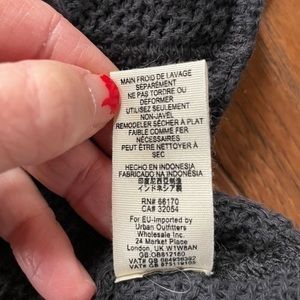 MAIN FROID DE LAVAGE
SEPARÉMENT
NE PAS TORDRE OU
DÉFORMER
UTILISEZ SEULEMENT
NON-JAVEL
REMODELER SÉCHER À PLAT
FAIBLE COMME FER
NÉCESSAIRES
PEUT ÊTRE NETTOYER À
SEC
HECHO EN INDONESIA
FABRICADO NA INDONÉSIA
印度尼西亞制造
インドネシア製
RN# 66170
CA# 32054
For EU-Imported by
Urban Outfitters
Wholesale Inc.
24 Market Place
London, UK W1W8AN